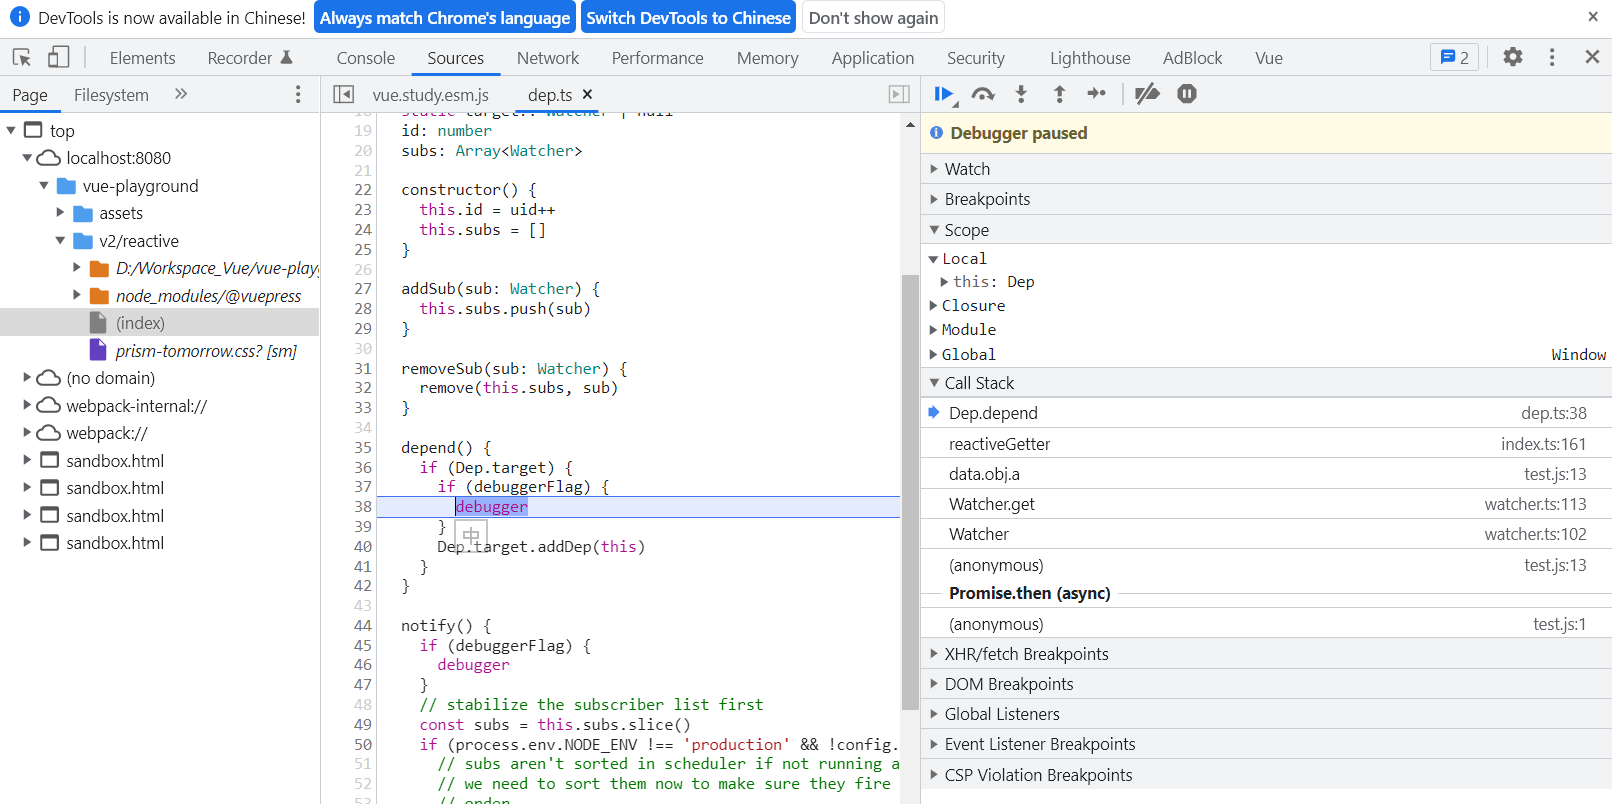 DevTools is now available in Chinese! Always match Chrome's language Switch DevTools to Chinese Don't show again
Elements Recorder Console Sources Network Performance Memory Application Security Lighthouse AdBlock Vue 2
Page Filesystem
top
localhost:8080
vue-playground
assets
v2/reactive
D:/Workspace_Vue/vue-play
node_modules/@vuepress
(index)
prism-tomorrow.css? [sm]
(no domain)
webpack-internal://
webpack://
sandbox.html
sandbox.html
sandbox.html
sandbox.html
vue.study.esm.js dep.ts
18 static target?: Watcher | null
19 id: number
20 subs: Array<Watcher>
21
22 constructor() {
23 this.id = uid++
24 this.subs = []
25 }
26
27 addSub(sub: Watcher) {
28 this.subs.push(sub)
29 }
30
31 removeSub(sub: Watcher) {
32 remove(this.subs, sub)
33 }
34
35 depend() {
36 if (Dep.target) {
37 if (debuggerFlag) {
38 debugger
39 }
中
40 Dep.target.addDep(this)
41 }
42 }
43
44 notify() {
45 if (debuggerFlag) {
46 debugger
47 }
48 // stabilize the subscriber list first
49 const subs = this.subs.slice()
50 if (process.env.NODE_ENV !== 'production' && !config.
51 // subs aren't sorted in scheduler if not running a
52 // we need to sort them now to make sure they fire
53 // order
Debugger paused
Watch
Breakpoints
Scope
Local
this: Dep
Closure
Module
Global Window
Call Stack
Dep.depend dep.ts:38
reactiveGetter index.ts:161
data.obj.a test.js:13
Watcher.get watcher.ts:113
Watcher watcher.ts:102
(anonymous) test.js:13
Promise.then (async)
(anonymous) test.js:1
XHR/fetch Breakpoints
DOM Breakpoints
Global Listeners
Event Listener Breakpoints
CSP Violation Breakpoints